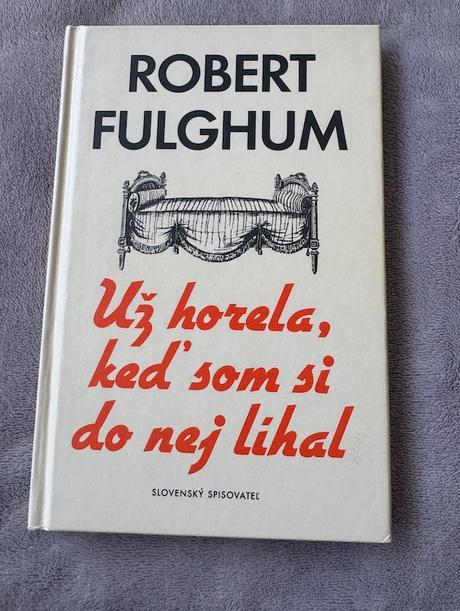 ROBERT
FULGHUM
Už horela,
keď som si
do nej líhal
SLOVENSKÝ SPISOVATEĽ